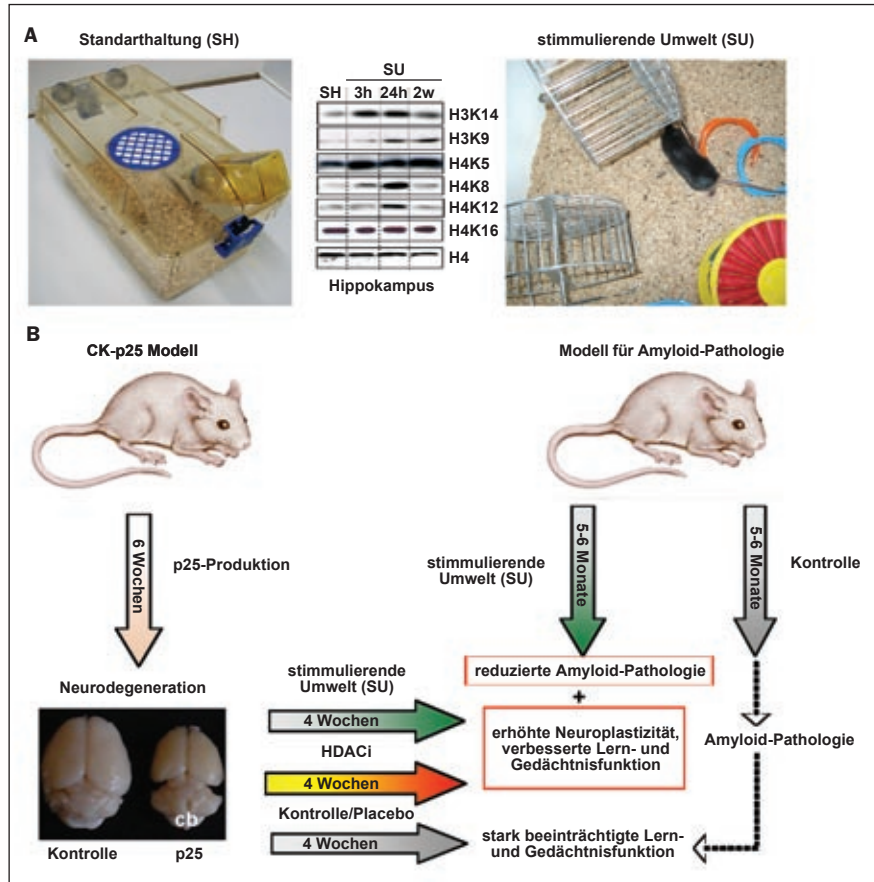 A
Standarthaltung (SH)
stimmulierende Umwelt (SU)
SU
SH 3h 24h 2w
H3K14
H3K9
H4K5
H4K8
H4K12
H4K16
H4
Hippokampus
B
CK-p25 Modell
Modell für Amyloid-Pathologie
6 Wochen
p25-Produktion
stimmulierende
Umwelt (SU)
5-6 Monate
5-6 Monate
Kontrolle
Neurodegeneration
cb
Kontrolle p25
stimmulierende
Umwelt (SU)
4 Wochen
HDACi
4 Wochen
Kontrolle/Placebo
4 Wochen
reduzierte Amyloid-Pathologie
+
erhöhte Neuroplastizität,
verbesserte Lern- und
Gedächtnisfunktion
Amyloid-Pathologie
stark beeinträchtigte Lern-
und Gedächtnisfunktion